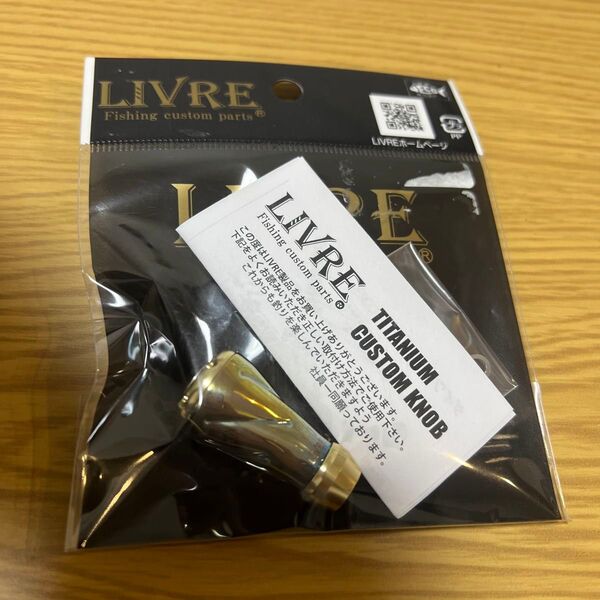 LIVRE
Fishing custom parts®
LIVREホームページ
PP
LIVRE
®
LIVRE
Fishing custom parts®
TITANIUM
CUSTOM KNOB
この度はLIVRE製品をお買い上げありがとうございます。
下記をよくお読みいただき正しい取付け方法でご使用下さい。
これからも釣りを楽しんでいただきますよう
社員一同願っております。